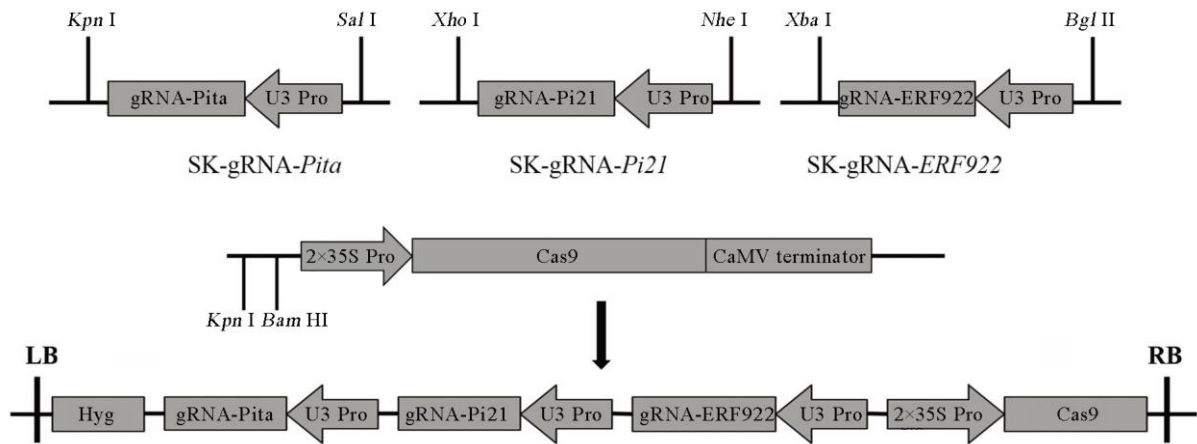 Kpn I Sal I Xho I Nhe I Xba I Bgl II
gRNA-Pita U3 Pro gRNA-Pi21 U3 Pro gRNA-ERF922 U3 Pro
SK-gRNA-Pita SK-gRNA-Pi21 SK-gRNA-ERF922
2×35S Pro Cas9 CaMV terminator
Kpn I Bam HI
LB RB
Hyg gRNA-Pita U3 Pro gRNA-Pi21 U3 Pro gRNA-ERF922 U3 Pro 2×35S Pro Cas9